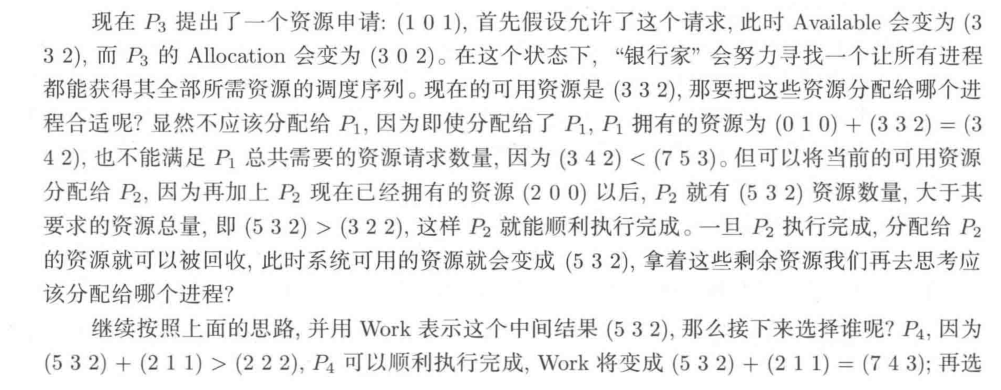 现在 P3 提出了一个资源申请: (1 0 1), 首先假设允许了这个请求, 此时 Available 会变为 (3
3 2), 而 P3 的 Allocation 会变为 (3 0 2)。在这个状态下, “银行家” 会努力寻找一个让所有进程
都能获得其全部所需资源的调度序列。现在的可用资源是 (3 3 2), 那要把这些资源分配给哪个进
程合适呢? 显然不应该分配给 P1, 因为即使分配给了 P1, P1 拥有的资源为 (0 1 0) + (3 3 2) = (3
4 2), 也不能满足 P1 总共需要的资源请求数量, 因为 (3 4 2) < (7 5 3)。但可以将当前的可用资源
分配给 P2, 因为再加上 P2 现在已经拥有的资源 (2 0 0) 以后, P2 就有 (5 3 2) 资源数量, 大于其
要求的资源总量, 即 (5 3 2) > (3 2 2), 这样 P2 就能顺利执行完成。一旦 P2 执行完成, 分配给 P2
的资源就可以被回收, 此时系统可用的资源就会变成 (5 3 2), 拿着这些剩余资源我们再去思考应
该分配给哪个进程?
继续按照上面的思路, 并用 Work 表示这个中间结果 (5 3 2), 那么接下来选择谁呢? P4, 因为
(5 3 2) + (2 1 1) > (2 2 2), P4 可以顺利执行完成, Work 将变成 (5 3 2) + (2 1 1) = (7 4 3); 再选